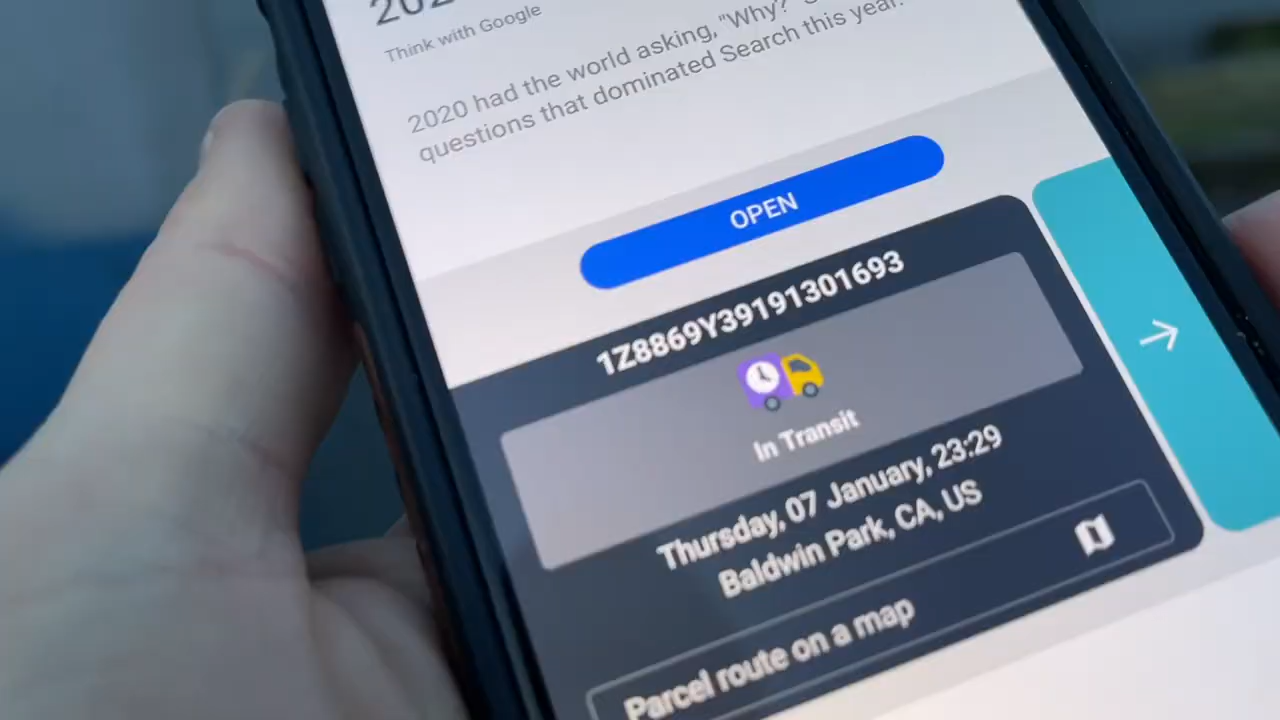 202
Think with Google
2020 had the world asking, "Why?"
questions that dominated Search this year.
OPEN
1Z8869Y39191301693
In Transit
Thursday, 07 January, 23:29
Baldwin Park, CA, US
Parcel route on a map